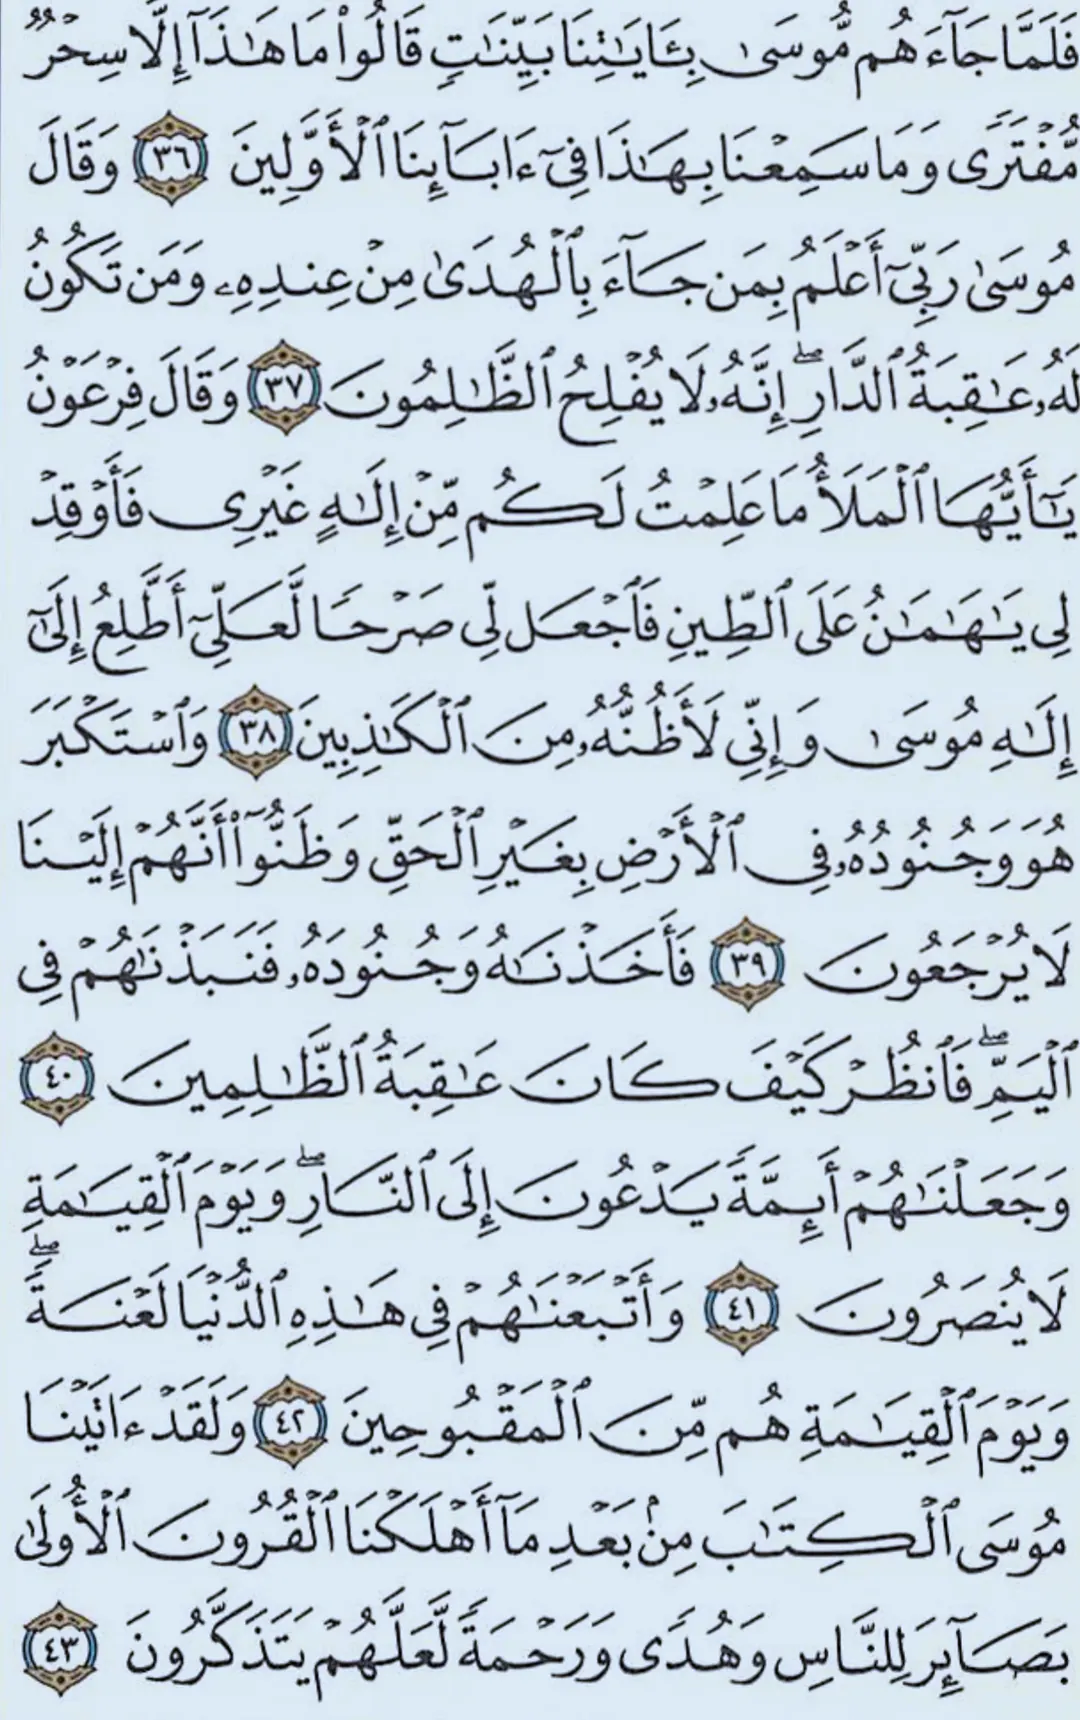 فَلَمَّا جَآءَهُم مُّوسَىٰ بِـَٔايَٰتِنَا بَيِّنَٰتٍ قَالُوا۟ مَا هَٰذَآ إِلَّا سِحْرٌ
مُّفْتَرًى وَمَا سَمِعْنَا بِهَٰذَا فِىٓ ءَابَآئِنَا ٱلْأَوَّلِينَ ٣٦ وَقَالَ
مُوسَىٰ رَبِّىٓ أَعْلَمُ بِمَن جَآءَ بِٱلْهُدَىٰ مِنْ عِندِهِۦ وَمَن تَكُونُ
لَهُۥ عَٰقِبَةُ ٱلدَّارِ ۖ إِنَّهُۥ لَا يُفْلِحُ ٱلظَّٰلِمُونَ ٣٧ وَقَالَ فِرْعَوْنُ
يَٰٓأَيُّهَا ٱلْمَلَأُ مَا عَلِمْتُ لَكُم مِّنْ إِلَٰهٍ غَيْرِى فَأَوْقِدْ
لِى يَٰهَٰمَٰنُ عَلَى ٱلطِّينِ فَٱجْعَل لِّى صَرْحًا لَّعَلِّىٓ أَطَّلِعُ إِلَىٰٓ
إِلَٰهِ مُوسَىٰ وَإِنِّى لَأَظُنُّهُۥ مِنَ ٱلْكَٰذِبِينَ ٣٨ وَٱسْتَكْبَرَ
هُوَ وَجُنُودُهُۥ فِى ٱلْأَرْضِ بِغَيْرِ ٱلْحَقِّ وَظَنُّوٓا۟ أَنَّهُمْ إِلَيْنَا
لَا يُرْجَعُونَ ٣٩ فَأَخَذْنَٰهُ وَجُنُودَهُۥ فَنَبَذْنَٰهُمْ فِى
ٱلْيَمِّ ۖ فَٱنظُرْ كَيْفَ كَانَ عَٰقِبَةُ ٱلظَّٰلِمِينَ ٤٠
وَجَعَلْنَٰهُمْ أَئِمَّةً يَدْعُونَ إِلَى ٱلنَّارِ ۖ وَيَوْمَ ٱلْقِيَٰمَةِ
لَا يُنصَرُونَ ٤١ وَأَتْبَعْنَٰهُمْ فِى هَٰذِهِ ٱلدُّنْيَا لَعْنَةً ۖ
وَيَوْمَ ٱلْقِيَٰمَةِ هُم مِّنَ ٱلْمَقْبُوحِينَ ٤٢ وَلَقَدْ ءَاتَيْنَا
مُوسَى ٱلْكِتَٰبَ مِنۢ بَعْدِ مَآ أَهْلَكْنَا ٱلْقُرُونَ ٱلْأُولَىٰ
بَصَآئِرَ لِلنَّاسِ وَهُدًى وَرَحْمَةً لَّعَلَّهُمْ يَتَذَكَّرُونَ ٤٣